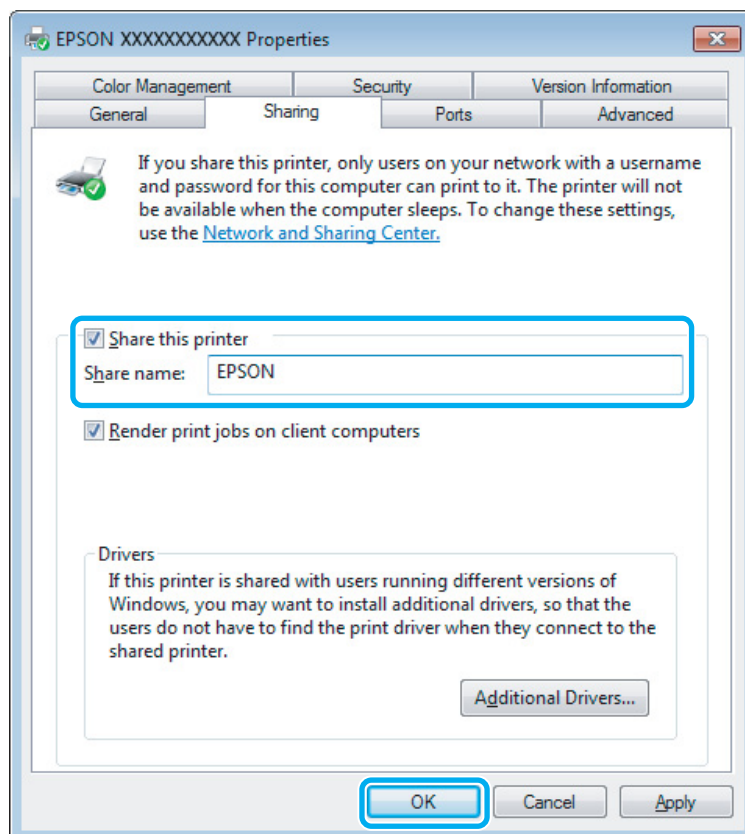 EPSON XXXXXXXXXXX Properties
Color Management Security Version Information
General Sharing Ports Advanced
If you share this printer, only users on your network with a username
and password for this computer can print to it. The printer will not
be available when the computer sleeps. To change these settings,
use the Network and Sharing Center.
Share this printer
Share name: EPSON
Render print jobs on client computers
Drivers
If this printer is shared with users running different versions of
Windows, you may want to install additional drivers, so that the
users do not have to find the print driver when they connect to the
shared printer.
Additional Drivers...
OK Cancel Apply